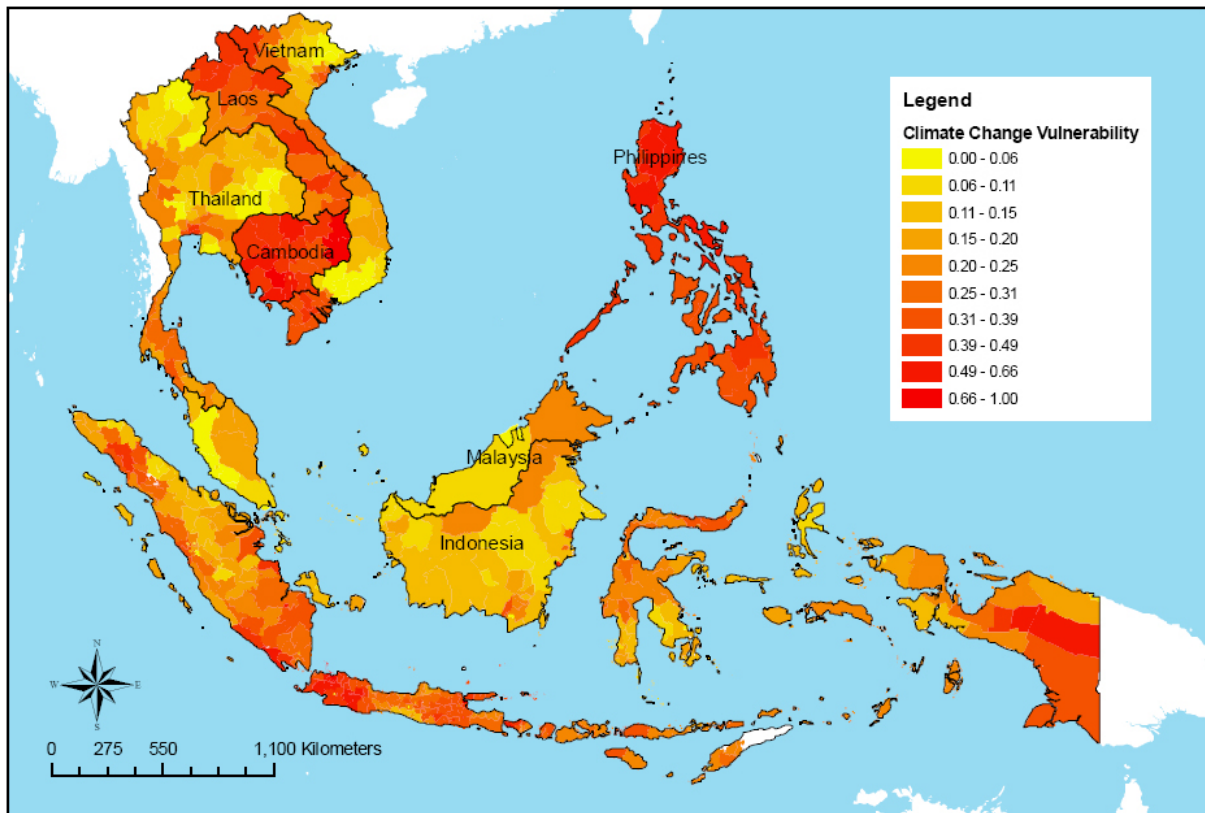 Vietnam
Laos
Thailand
Cambodia
Philippines
Malaysia
Indonesia
Legend
Climate Change Vulnerability
0.00 - 0.06
0.06 - 0.11
0.11 - 0.15
0.15 - 0.20
0.20 - 0.25
0.25 - 0.31
0.31 - 0.39
0.39 - 0.49
0.49 - 0.66
0.66 - 1.00
N
W E
S
0 275 550 1,100 Kilometers